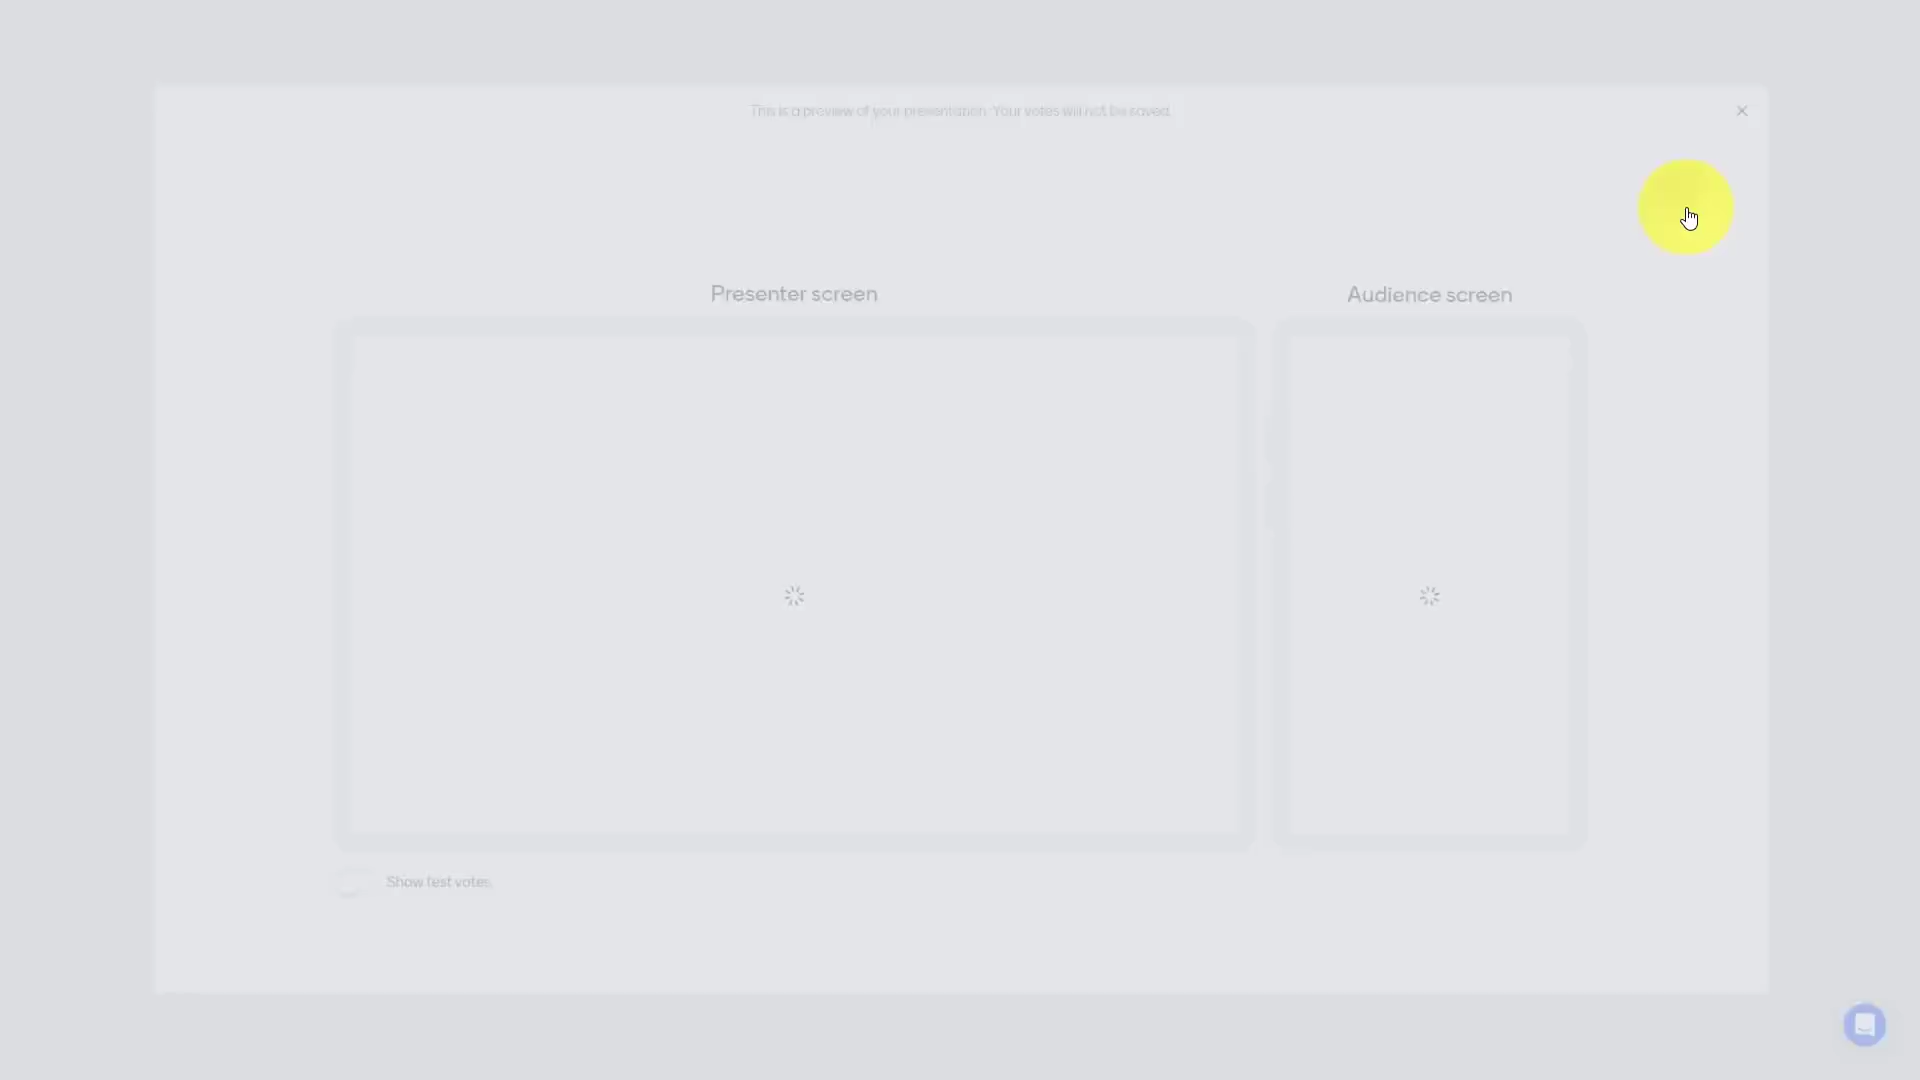 This is a preview of your presentation. Your votes will not be saved.
Presenter screen
Audience screen
Show test votes